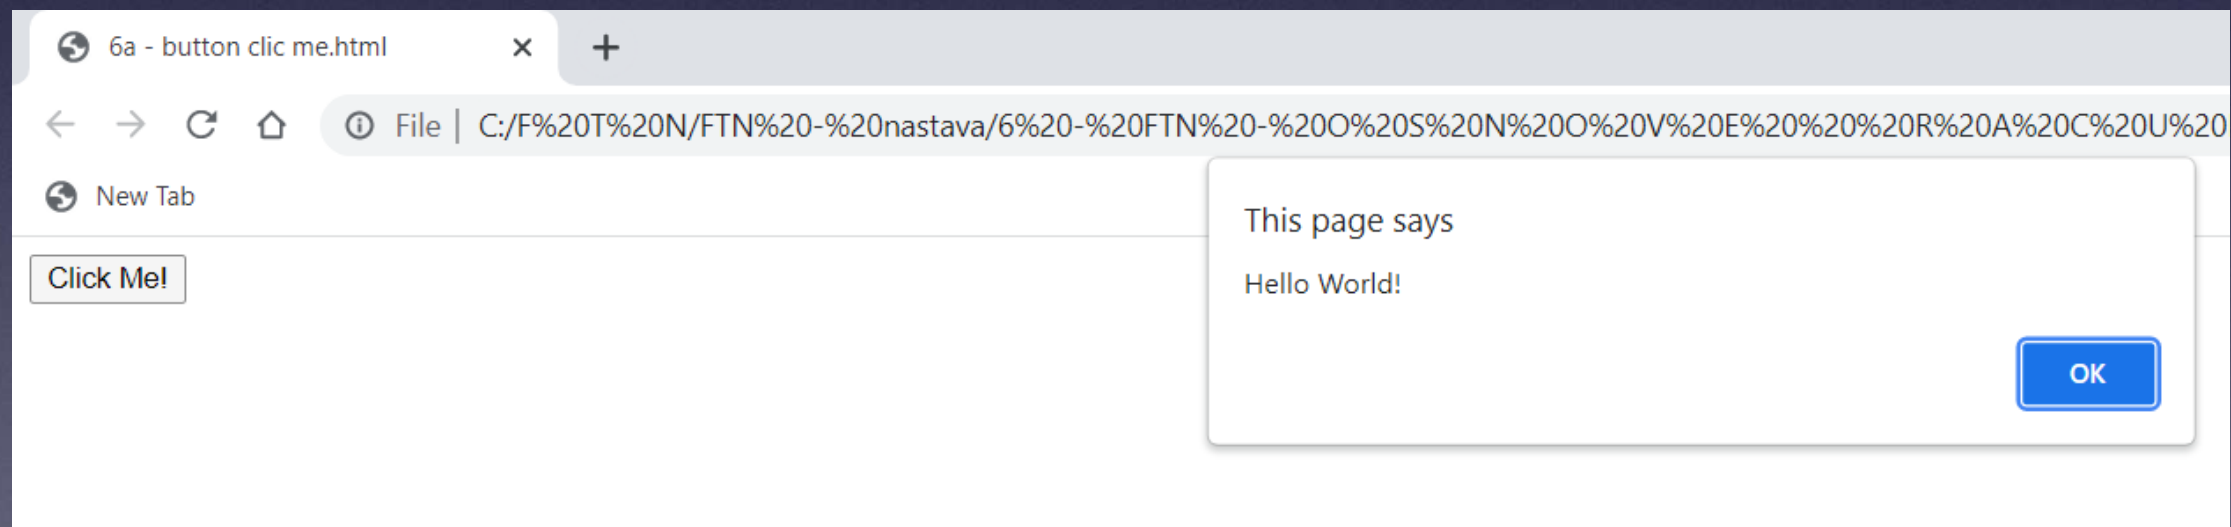 6a - button clic me.html
File | C:/F%20T%20N/FTN%20-%20nastava/6%20-%20FTN%20-%20O%20S%20N%20O%20V%20E%20%20%20R%20A%20C%20U%20
New Tab
This page says
Hello World!
OK
Click Me!